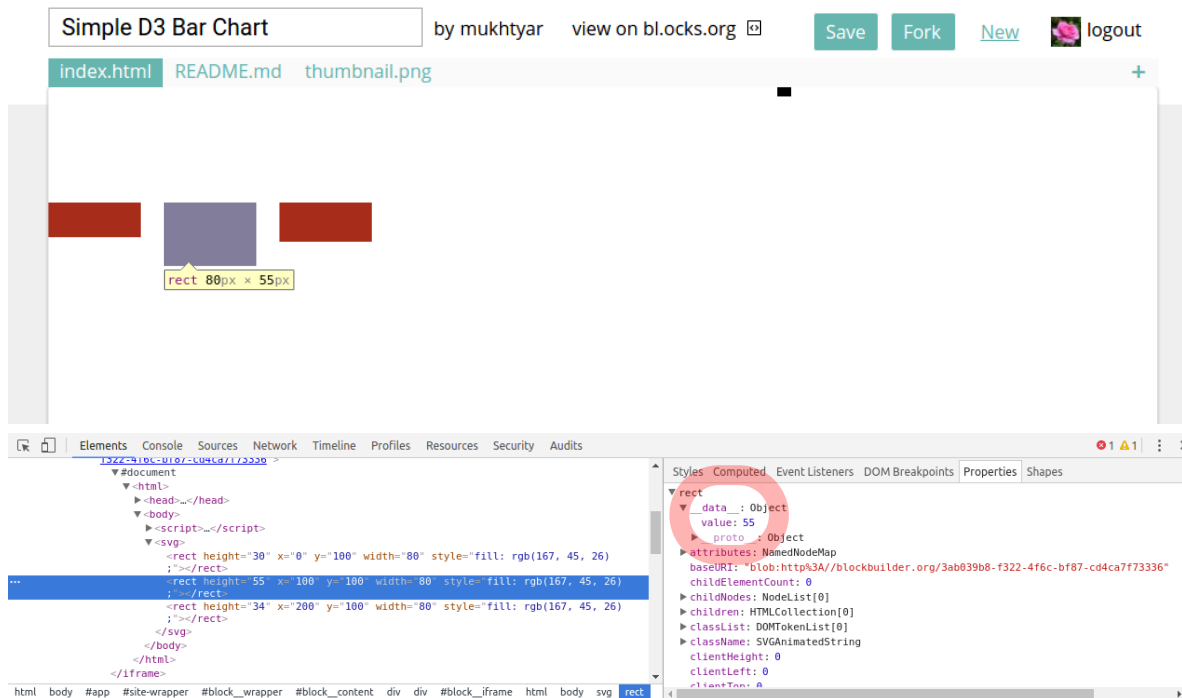 Simple D3 Bar Chart by mukhtyar view on bl.ocks.org Save Fork New logout
index.html README.md thumbnail.png +
rect 80px × 55px
Elements Console Sources Network Timeline Profiles Resources Security Audits 1 1
f322-4f6c-bf87-cd4ca7f73336">
▼#document
▼<html>
▶<head>…</head>
▼<body>
▶<script>…</script>
▼<svg>
<rect height="30" x="0" y="100" width="80" style="fill: rgb(167, 45, 26)
;"></rect>
<rect height="55" x="100" y="100" width="80" style="fill: rgb(167, 45, 26)
;"></rect>
<rect height="34" x="200" y="100" width="80" style="fill: rgb(167, 45, 26)
;"></rect>
</svg>
</body>
</html>
</iframe>
html body #app #site-wrapper #block__wrapper #block__content div div #block__iframe html body svg rect
Styles Computed Event Listeners DOM Breakpoints Properties Shapes
▼rect
▼__data__: Object
value: 55
▶__proto__: Object
▶attributes: NamedNodeMap
baseURI: "blob:http%3A//blockbuilder.org/3ab039b8-f322-4f6c-bf87-cd4ca7f73336"
childElementCount: 0
▶childNodes: NodeList[0]
▶children: HTMLCollection[0]
▶classList: DOMTokenList[0]
▶className: SVGAnimatedString
clientHeight: 0
clientLeft: 0
clientTop: 0